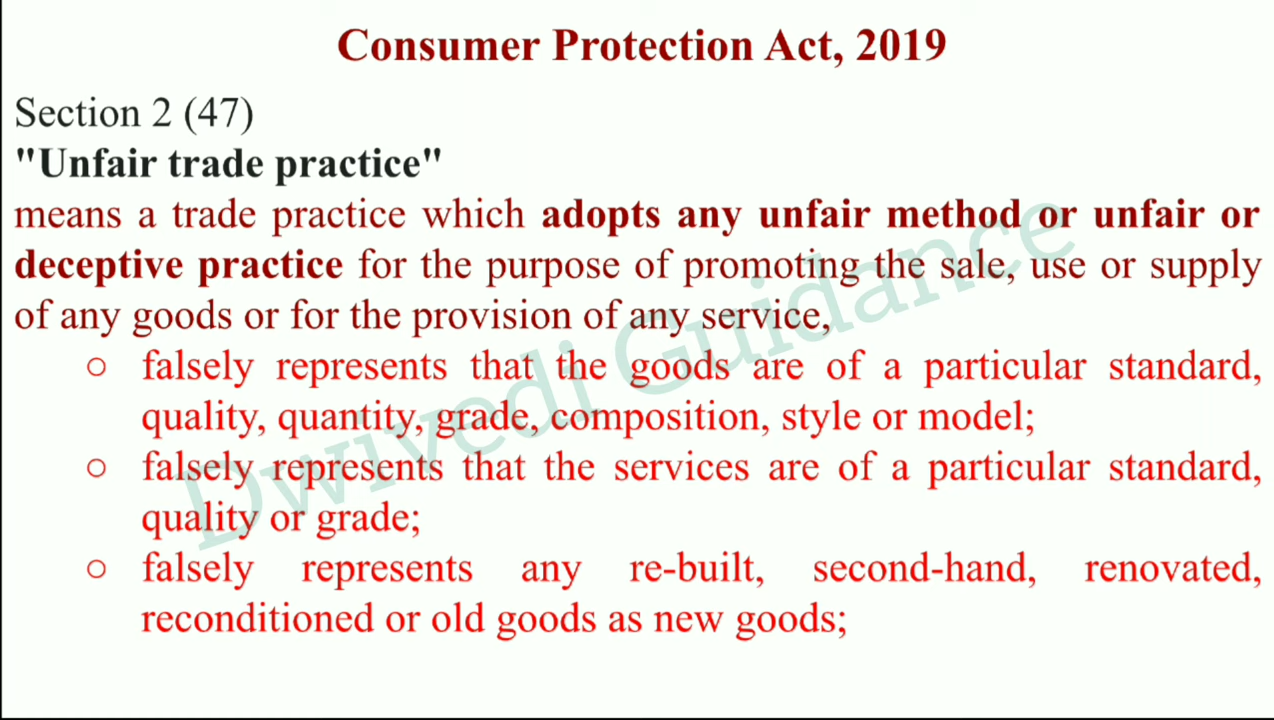 Consumer Protection Act, 2019
Section 2 (47)
"Unfair trade practice"
means a trade practice which adopts any unfair method or unfair or
deceptive practice for the purpose of promoting the sale, use or supply
of any goods or for the provision of any service,
○ falsely represents that the goods are of a particular standard,
quality, quantity, grade, composition, style or model;
○ falsely represents that the services are of a particular standard,
quality or grade;
○ falsely represents any re-built, second-hand, renovated,
reconditioned or old goods as new goods;
Dwivedi Guidance